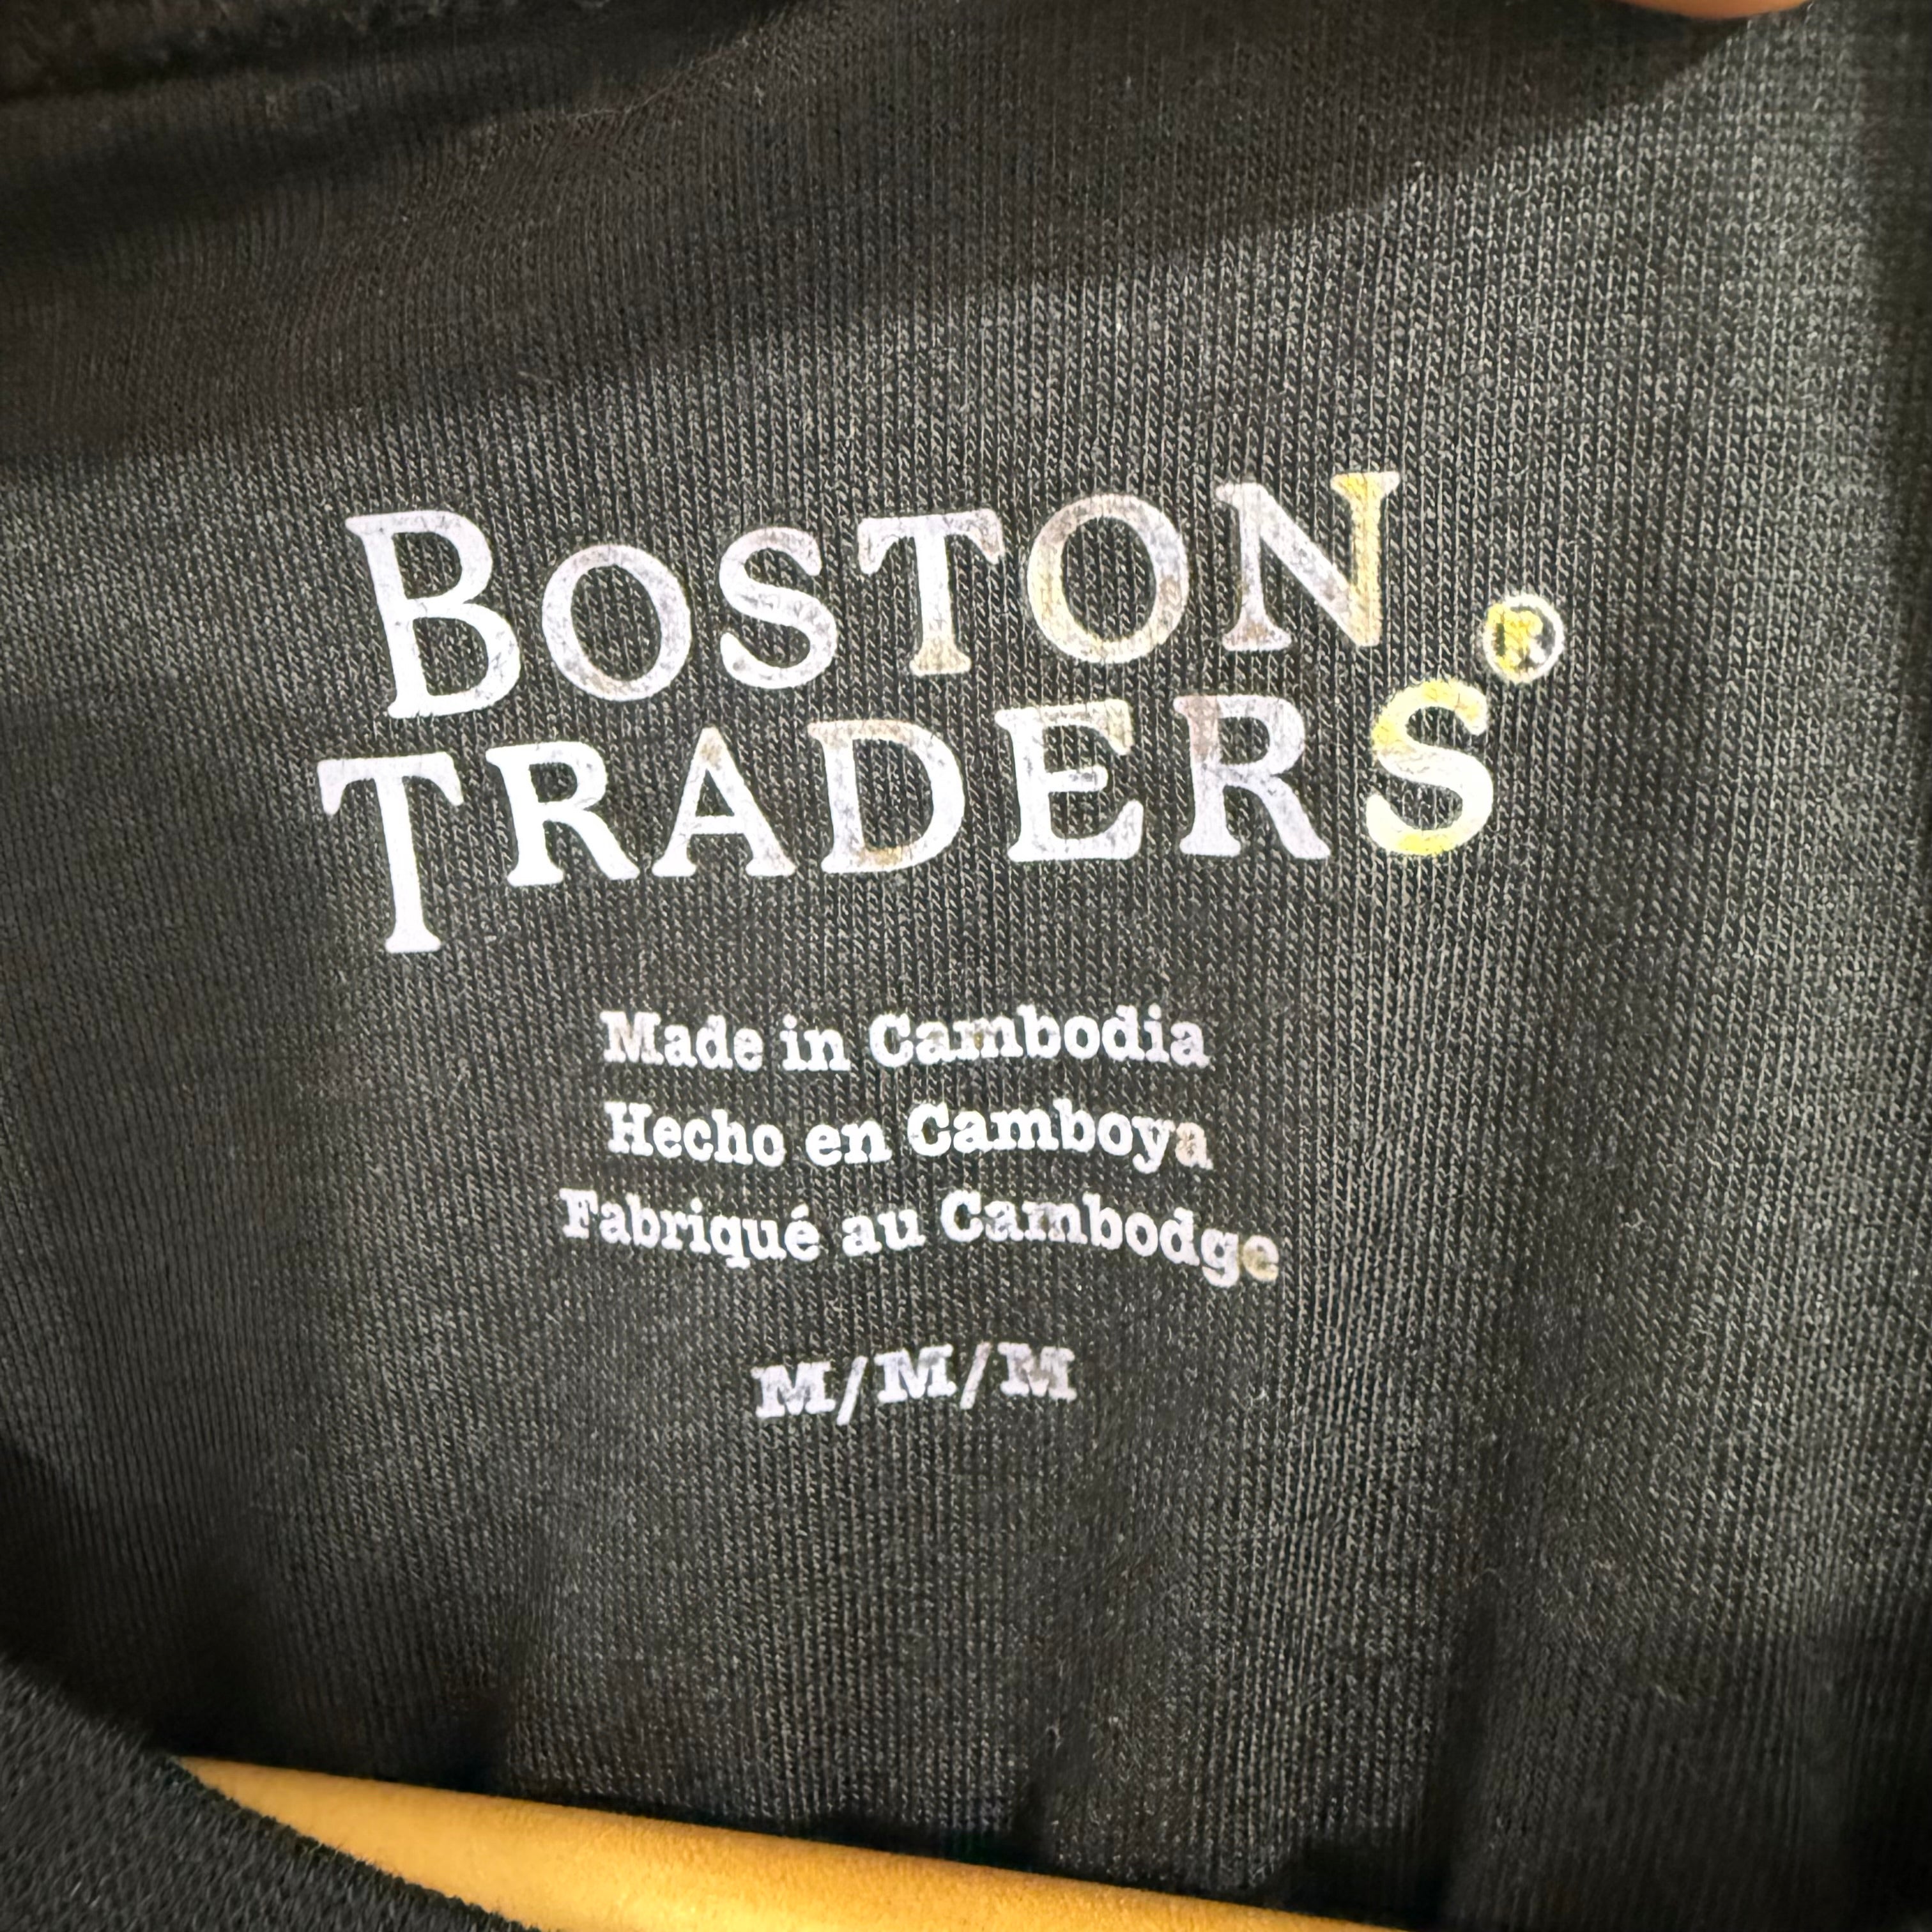 BOSTON
TRADERS®
Made in Cambodia
Hecho en Camboya
Fabriqué au Cambodge
M/M/M